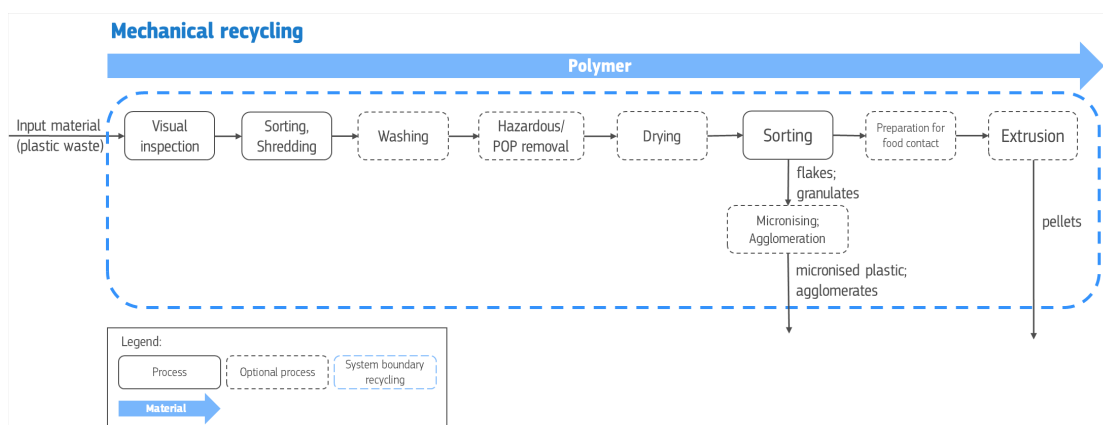 Mechanical recycling
Polymer
Input material
(plastic waste)
Visual
inspection
Sorting,
Shredding
Washing
Hazardous/
POP removal
Drying
Sorting
Preparation for
food contact
Extrusion
flakes;
granulates
Micronising;
Agglomeration
pellets
micronised plastic;
agglomerates
Legend:
Process
Optional process
System boundary
recycling
Material